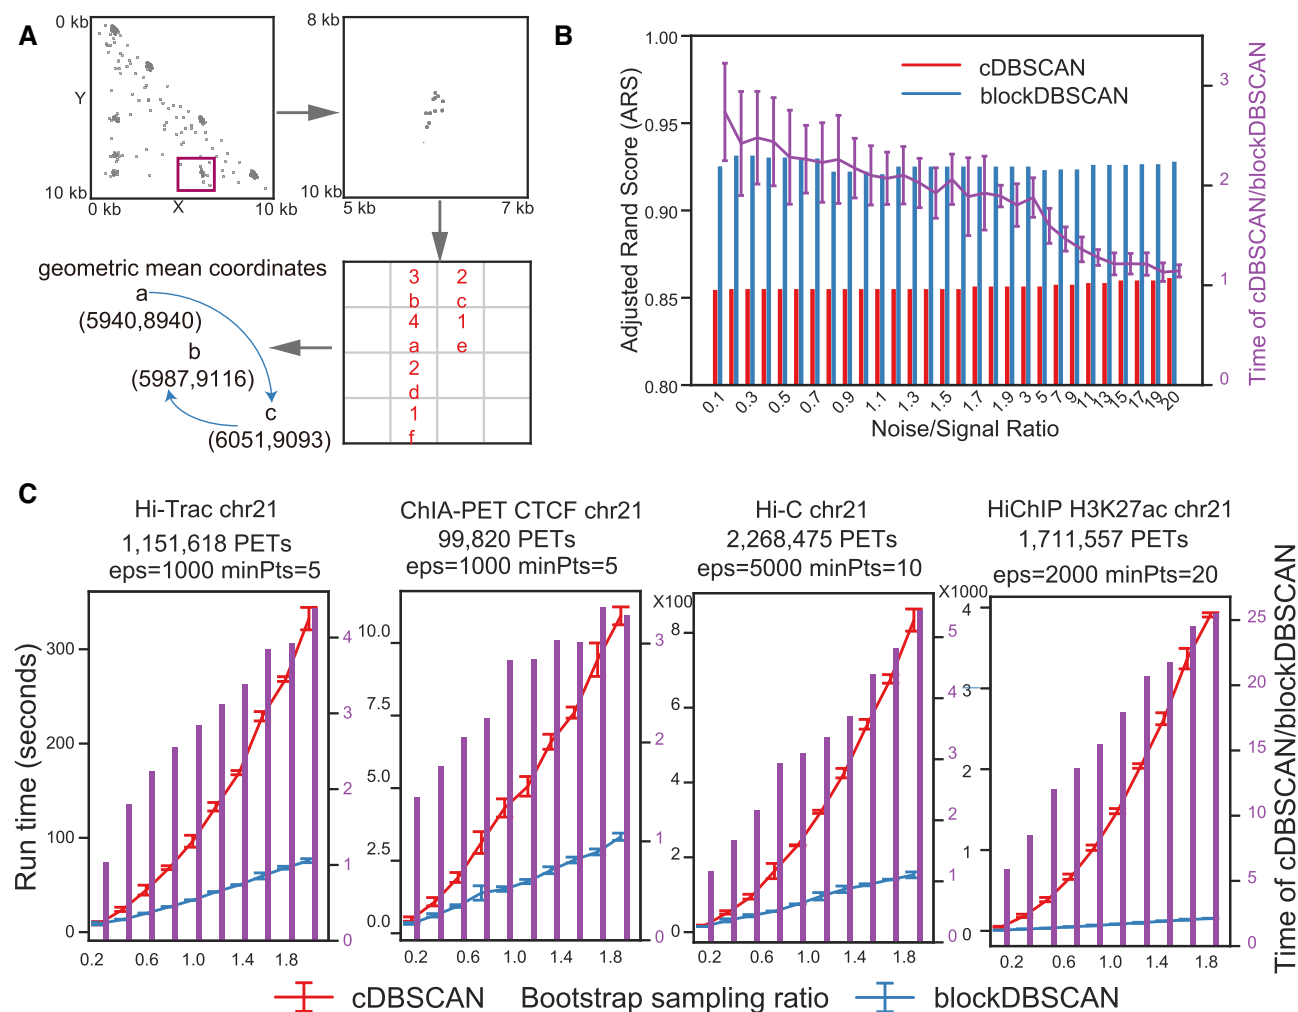 A
0 kb
Y
10 kb
0 kb
X
10 kb
8 kb
10 kb
5 kb
7 kb
geometric mean coordinates
a
(5940,8940)
b
(5987,9116)
c
(6051,9093)
3 2
b c
4 1
a e
2
d
1
f
B
1.00
0.95
0.90
0.85
0.80
Adjusted Rand Score (ARS)
cDBSCAN
blockDBSCAN
3
2
1
0
Time of cDBSCAN/blockDBSCAN
0.1 0.3 0.5 0.7 0.9 1.1 1.3 1.5 1.7 1.9 3 5 7 9 11 13 15 17 19 20
Noise/Signal Ratio
C
Run time (seconds)
Hi-Trac chr21
1,151,618 PETs
eps=1000 minPts=5
300
200
100
0
4
3
2
1
0
0.2 0.6 1.0 1.4 1.8
ChIA-PET CTCF chr21
99,820 PETs
eps=1000 minPts=5
10.0
7.5
5.0
2.5
0.0
3
2
1
0
0.2 0.6 1.0 1.4 1.8
Hi-C chr21
2,268,475 PETs
eps=5000 minPts=10
X100
8
6
4
2
0
5
4
3
2
1
0
0.2 0.6 1.0 1.4 1.8
HiChIP H3K27ac chr21
1,711,557 PETs
eps=2000 minPts=20
X1000
4
3
2
1
0
25
20
15
10
5
0
0.2 0.6 1.0 1.4 1.8
Time of cDBSCAN/blockDBSCAN
cDBSCAN Bootstrap sampling ratio blockDBSCAN